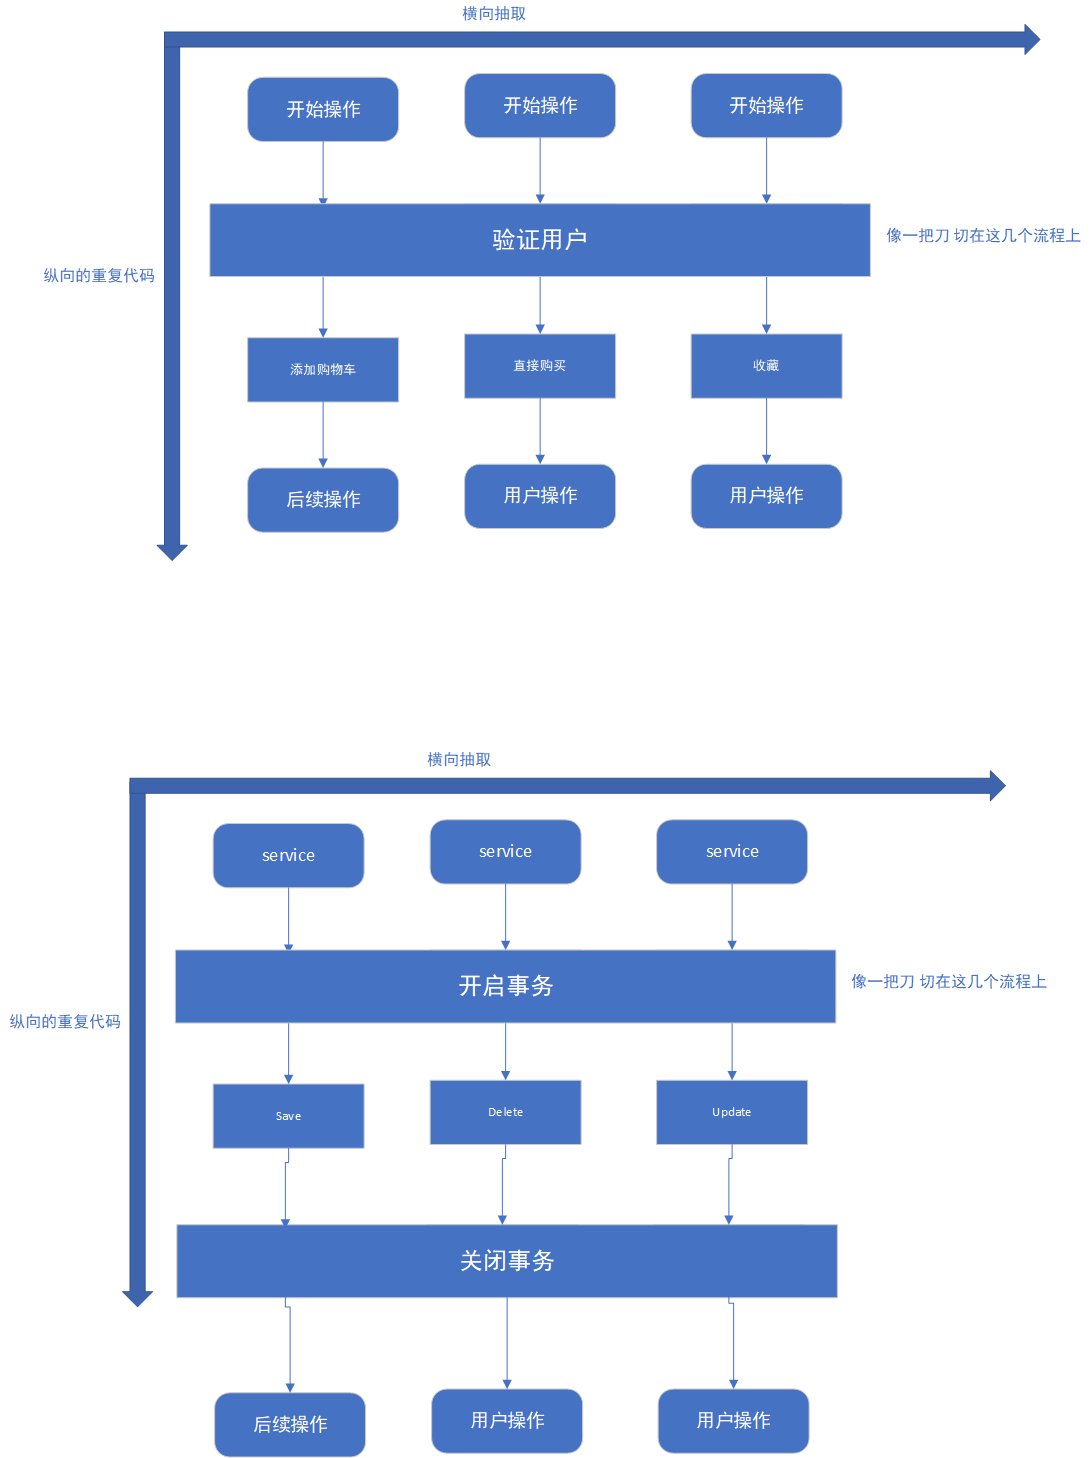 横向抽取
开始操作
开始操作
开始操作
验证用户
像一把刀 切在这几个流程上
纵向的重复代码
添加购物车
直接购买
收藏
后续操作
用户操作
用户操作
横向抽取
service
service
service
开启事务
像一把刀 切在这几个流程上
纵向的重复代码
Save
Delete
Update
关闭事务
后续操作
用户操作
用户操作